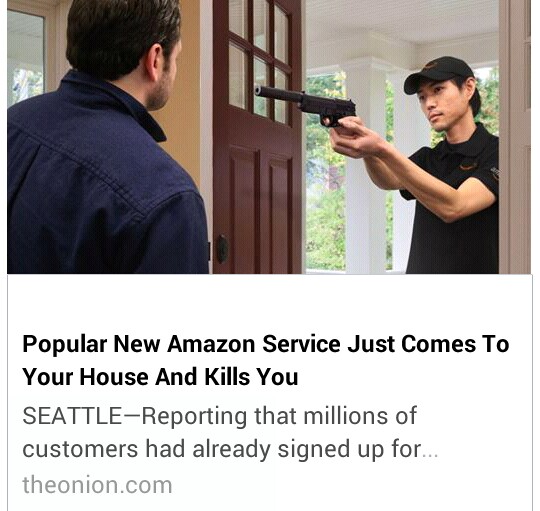 Popular New Amazon Service Just Comes To
Your House And Kills You
SEATTLE—Reporting that millions of
customers had already signed up for...
theonion.com